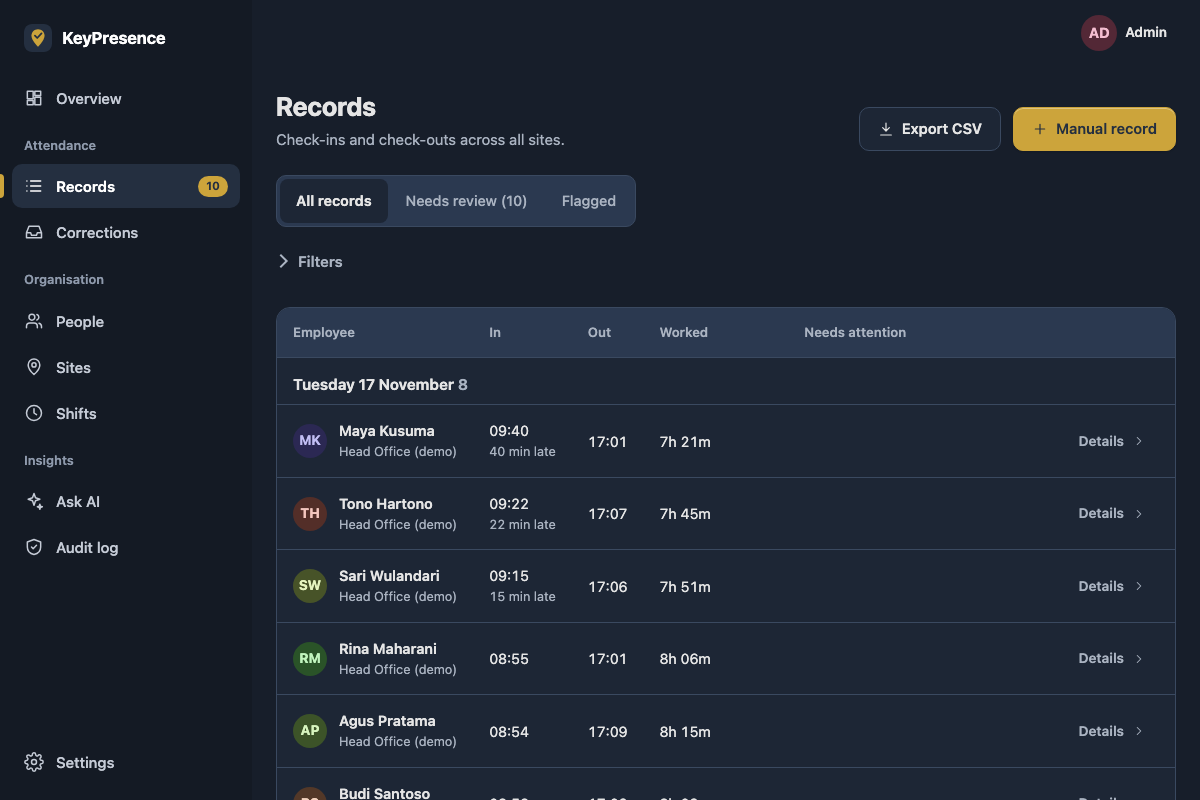 KeyPresence
AD Admin
Overview
Attendance
Records 10
Corrections
Organisation
People
Sites
Shifts
Insights
Ask AI
Audit log
Settings
Records
Check-ins and check-outs across all sites.
Export CSV
Manual record
All records Needs review (10) Flagged
Filters
Employee In Out Worked Needs attention
Tuesday 17 November 8
MK Maya Kusuma 09:40 17:01 7h 21m Details
Head Office (demo) 40 min late
TH Tono Hartono 09:22 17:07 7h 45m Details
Head Office (demo) 22 min late
SW Sari Wulandari 09:15 17:06 7h 51m Details
Head Office (demo) 15 min late
RM Rina Maharani 08:55 17:01 8h 06m Details
Head Office (demo)
AP Agus Pratama 08:54 17:09 8h 15m Details
Head Office (demo)
Budi Santoso